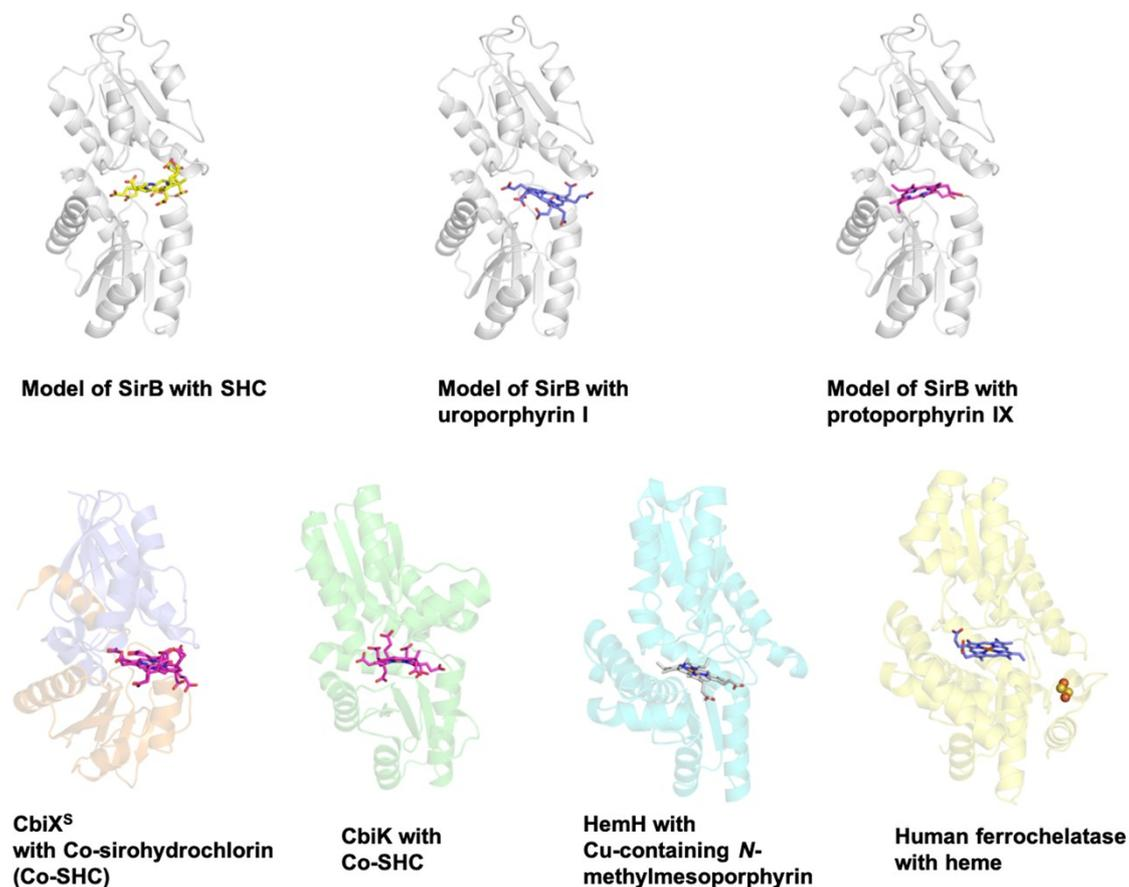 Model of SirB with SHC
Model of SirB with
uroporphyrin I
Model of SirB with
protoporphyrin IX
CbiXˢ
with Co-sirohydrochlorin
(Co-SHC)
CbiK with
Co-SHC
HemH with
Cu-containing N-
methylmesoporphyrin
Human ferrochelatase
with heme